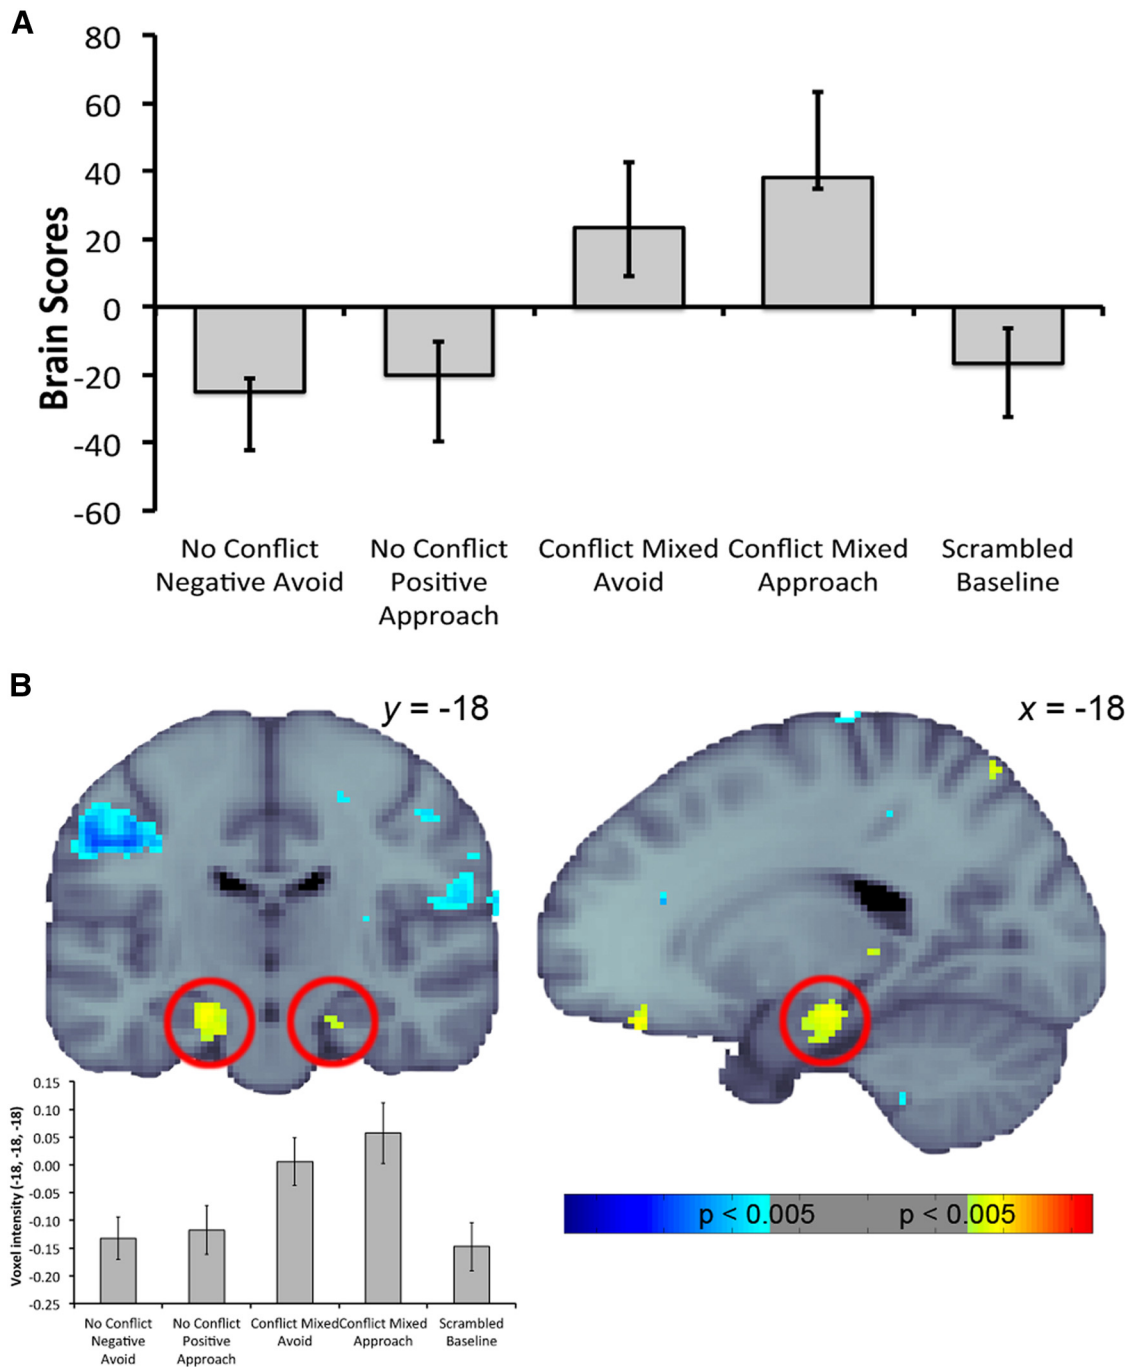 A
80
60
40
20
0
-20
-40
-60
Brain Scores
No Conflict
Negative Avoid
No Conflict
Positive
Approach
Conflict Mixed
Avoid
Conflict Mixed
Approach
Scrambled
Baseline
B
y = -18
x = -18
0.15
0.10
0.05
0.00
-0.05
-0.10
-0.15
-0.20
-0.25
Voxel intensity (-18, -18, -18)
No Conflict
Negative
Avoid
No Conflict
Positive
Approach
Conflict Mixed
Avoid
Conflict Mixed
Approach
Scrambled
Baseline
p < 0.005
p < 0.005